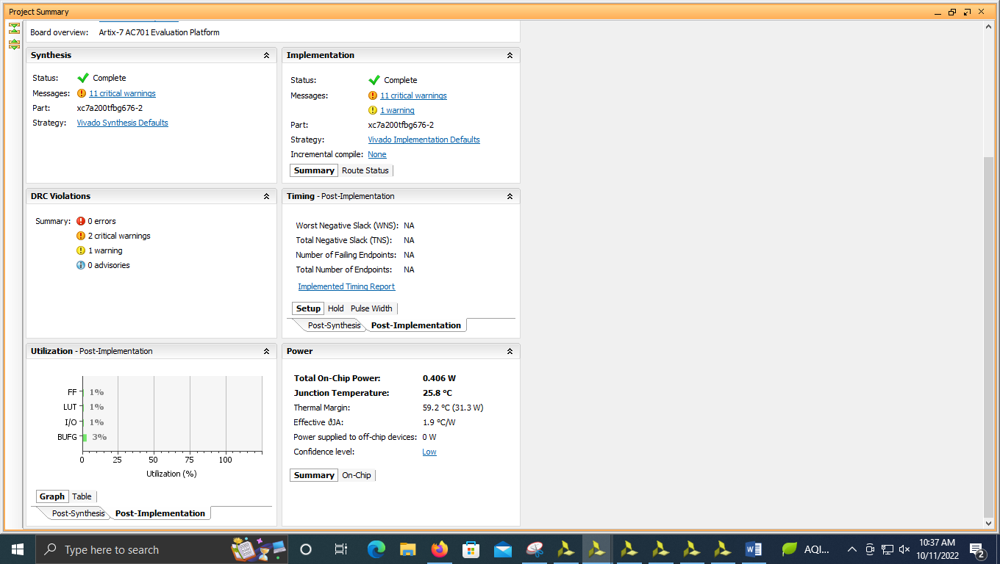 Project Summary
Board overview: Artix-7 AC701 Evaluation Platform
Synthesis
Status: Complete
Messages: 11 critical warnings
Part: xc7a200tfbg676-2
Strategy: Vivado Synthesis Defaults
Implementation
Status: Complete
Messages: 11 critical warnings
1 warning
Part: xc7a200tfbg676-2
Strategy: Vivado Implementation Defaults
Incremental compile: None
Summary Route Status
DRC Violations
Summary: 0 errors
2 critical warnings
1 warning
0 advisories
Timing - Post-Implementation
Worst Negative Slack (WNS): NA
Total Negative Slack (TNS): NA
Number of Failing Endpoints: NA
Total Number of Endpoints: NA
Implemented Timing Report
Setup Hold Pulse Width
Post-Synthesis Post-Implementation
Utilization - Post-Implementation
FF 1%
LUT 1%
I/O 1%
BUFG 3%
0 25 50 75 100
Utilization (%)
Graph Table
Post-Synthesis Post-Implementation
Power
Total On-Chip Power: 0.406 W
Junction Temperature: 25.8 °C
Thermal Margin: 59.2 °C (31.3 W)
Effective ϑJA: 1.9 °C/W
Power supplied to off-chip devices: 0 W
Confidence level: Low
Summary On-Chip
Type here to search
W
AQI...
10:37 AM
10/11/2022
2